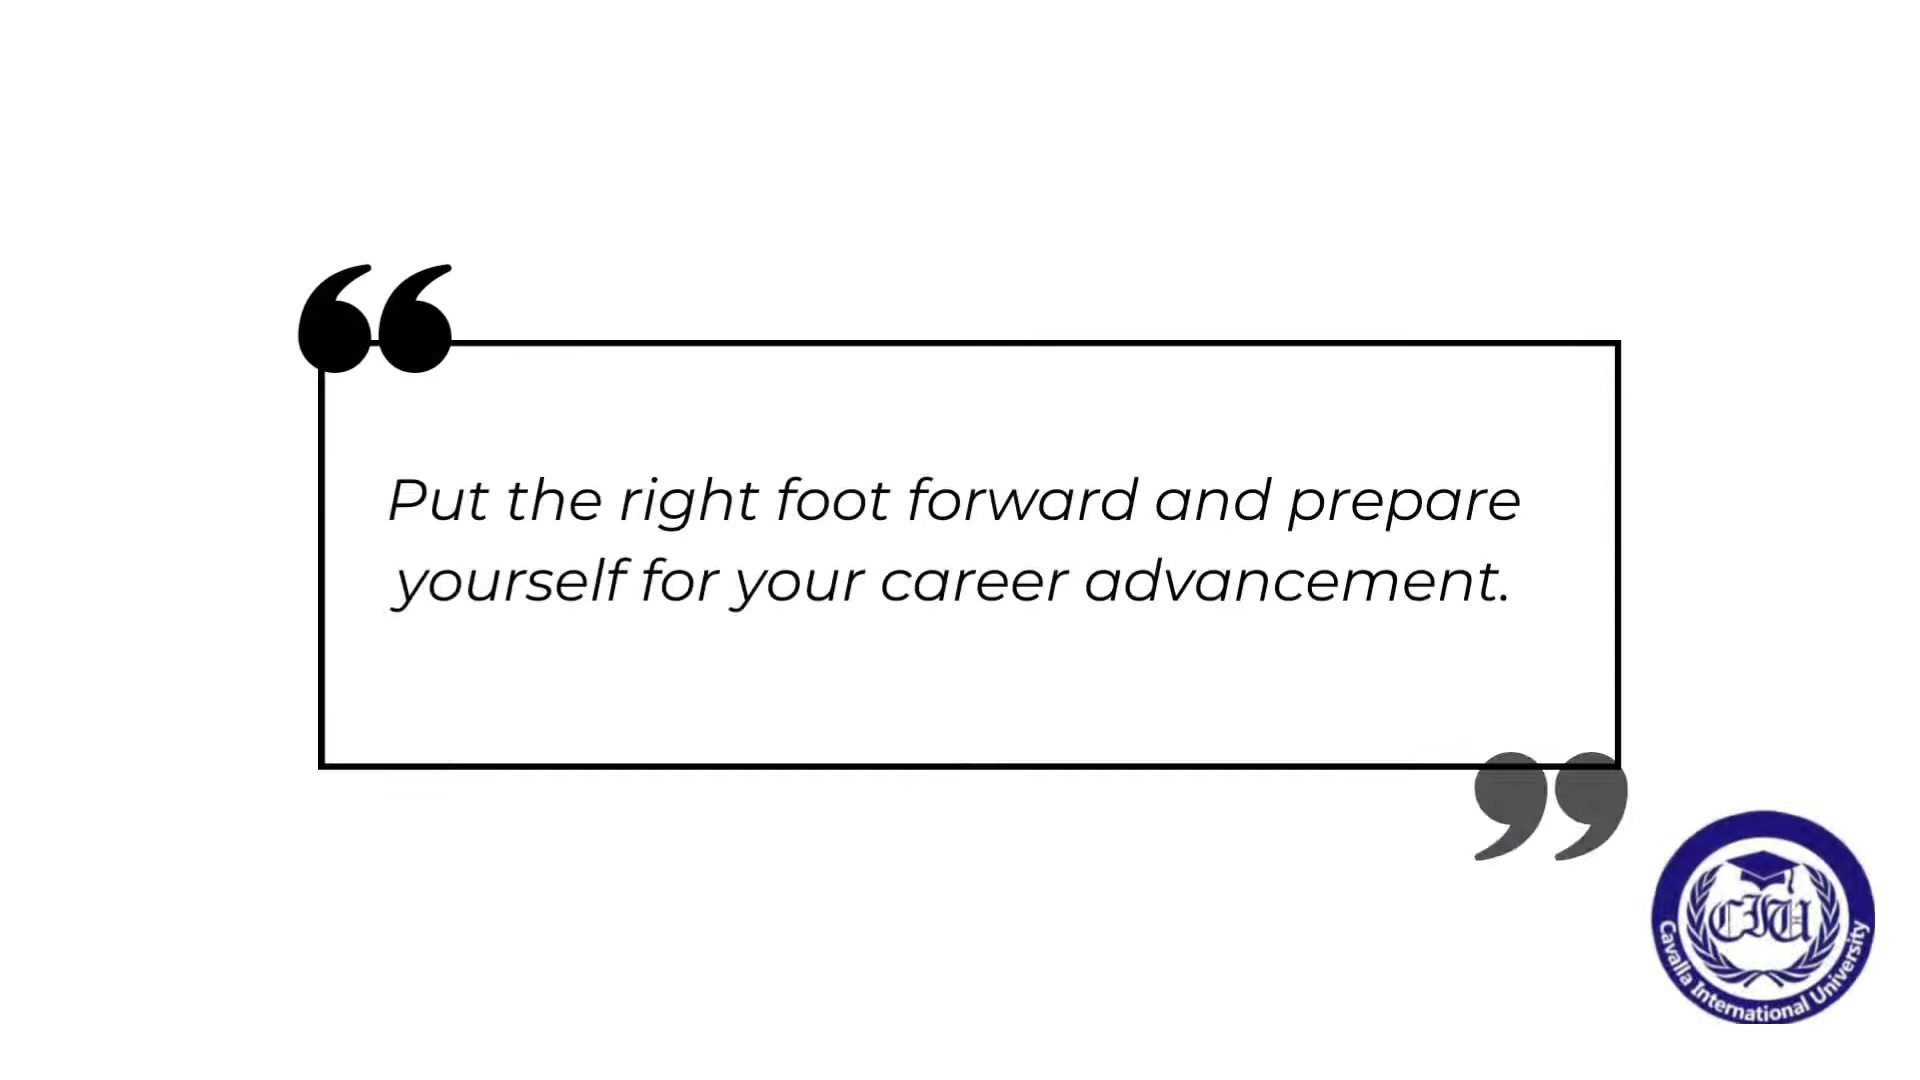 Put the right foot forward and prepare
yourself for your career advancement.
CIU
Cavalla International University